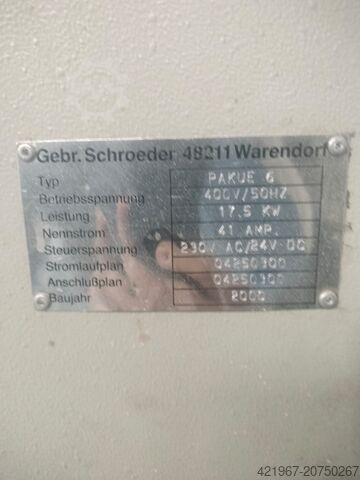 Gebr. Schroeder 48211 Warendorf
Typ PAKUE 6
Betriebsspannung 400V/50HZ
Leistung 17.5 KW
Nennstrom 41 AMP.
Steuerspannung 230V AC/24V DC
Stromlaufplan 04250300
Anschlußplan 04250300
Baujahr 2000
421967-20750267